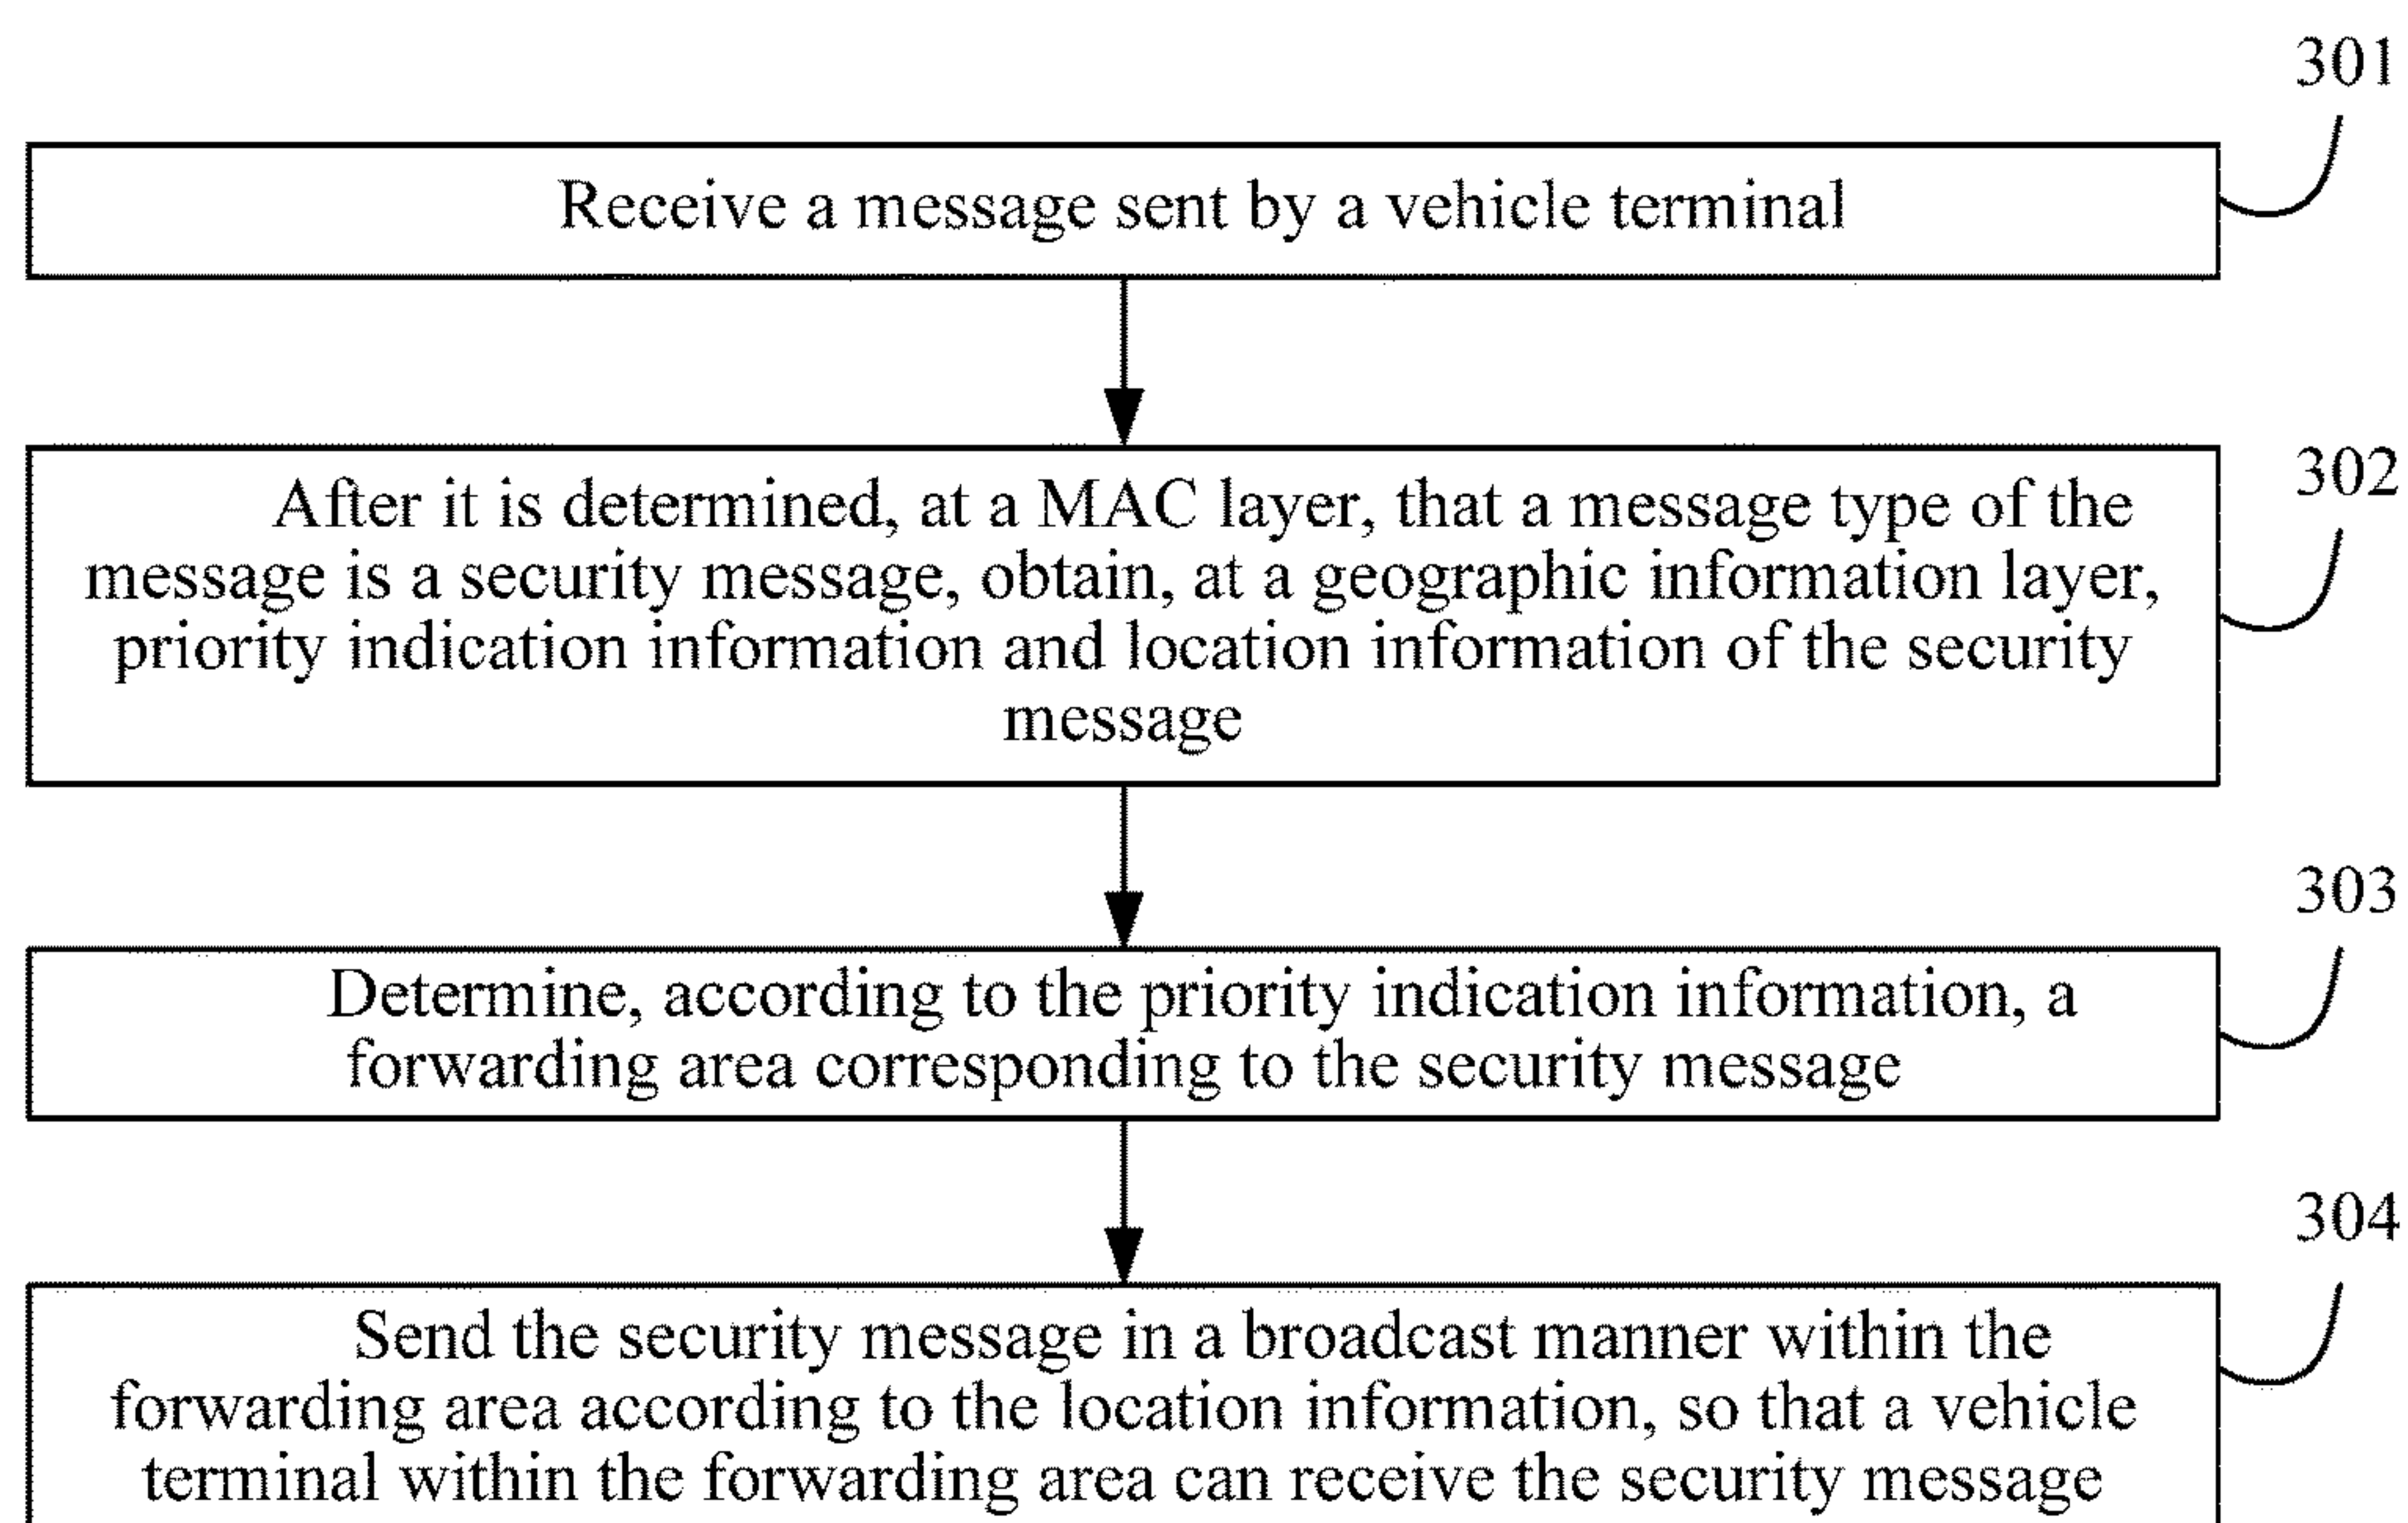 301
Receive a message sent by a vehicle terminal
302
After it is determined, at a MAC layer, that a message type of the
message is a security message, obtain, at a geographic information layer,
priority indication information and location information of the security
message
303
Determine, according to the priority indication information, a
forwarding area corresponding to the security message
304
Send the security message in a broadcast manner within the
forwarding area according to the location information, so that a vehicle
terminal within the forwarding area can receive the security message